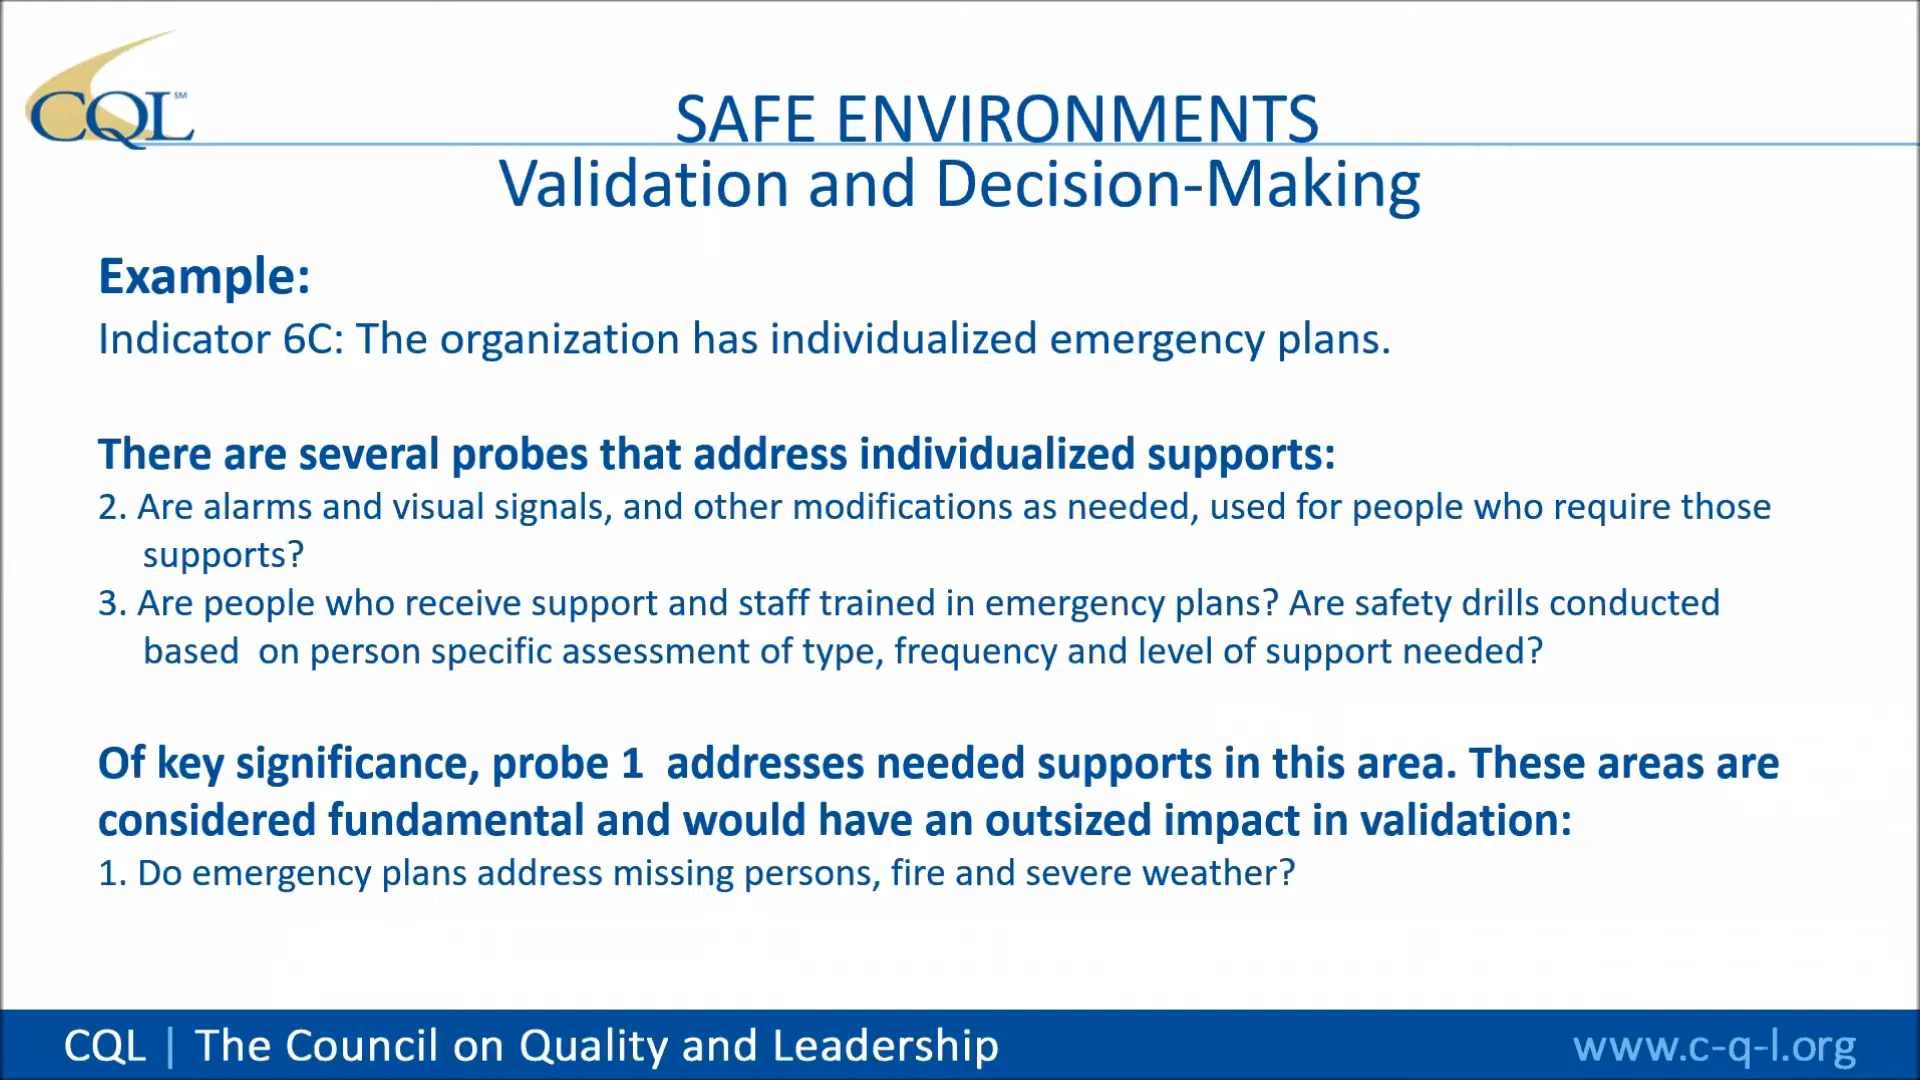 CQL SM
SAFE ENVIRONMENTS
Validation and Decision-Making
Example:
Indicator 6C: The organization has individualized emergency plans.
There are several probes that address individualized supports:
2. Are alarms and visual signals, and other modifications as needed, used for people who require those
supports?
3. Are people who receive support and staff trained in emergency plans? Are safety drills conducted
based  on person specific assessment of type, frequency and level of support needed?
Of key significance, probe 1  addresses needed supports in this area. These areas are
considered fundamental and would have an outsized impact in validation:
1. Do emergency plans address missing persons, fire and severe weather?
CQL | The Council on Quality and Leadership
www.c-q-l.org